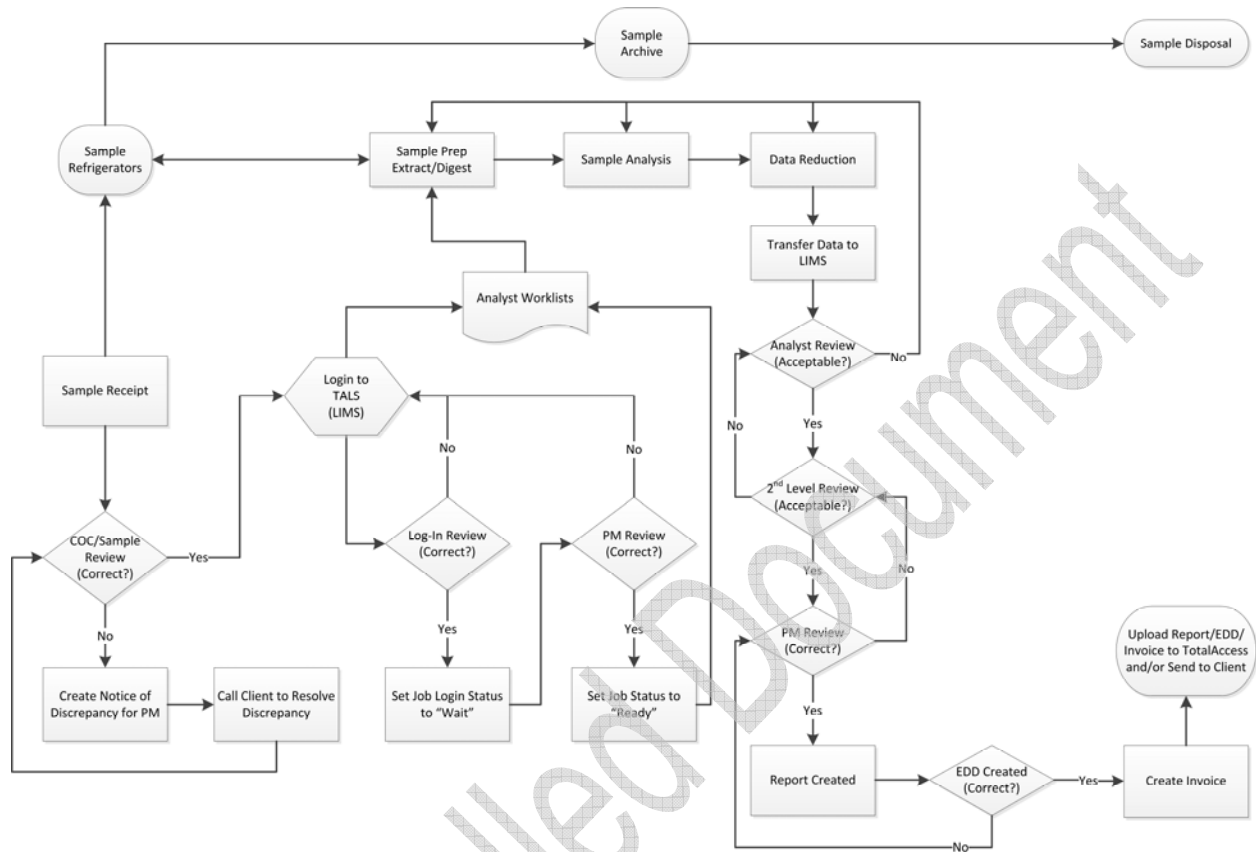 Sample
Archive
Sample Disposal
Sample
Refrigerators
Sample Prep
Extract/Digest
Sample Analysis
Data Reduction
Transfer Data to
LIMS
Analyst Worklists
Analyst Review
(Acceptable?)
No
Sample Receipt
Login to
TALS
(LIMS)
Yes
No
No
No
2nd Level Review
(Acceptable?)
COC/Sample
Review
(Correct?)
Yes
Log-In Review
(Correct?)
PM Review
(Correct?)
Yes
No
No
Yes
Yes
PM Review
(Correct?)
Upload Report/EDD/
Invoice to TotalAccess
and/or Send to Client
Create Notice of
Discrepancy for PM
Call Client to Resolve
Discrepancy
Set Job Login Status
to “Wait”
Set Job Status to
“Ready”
Yes
Report Created
EDD Created
(Correct?)
Yes
Create Invoice
No
lled Document